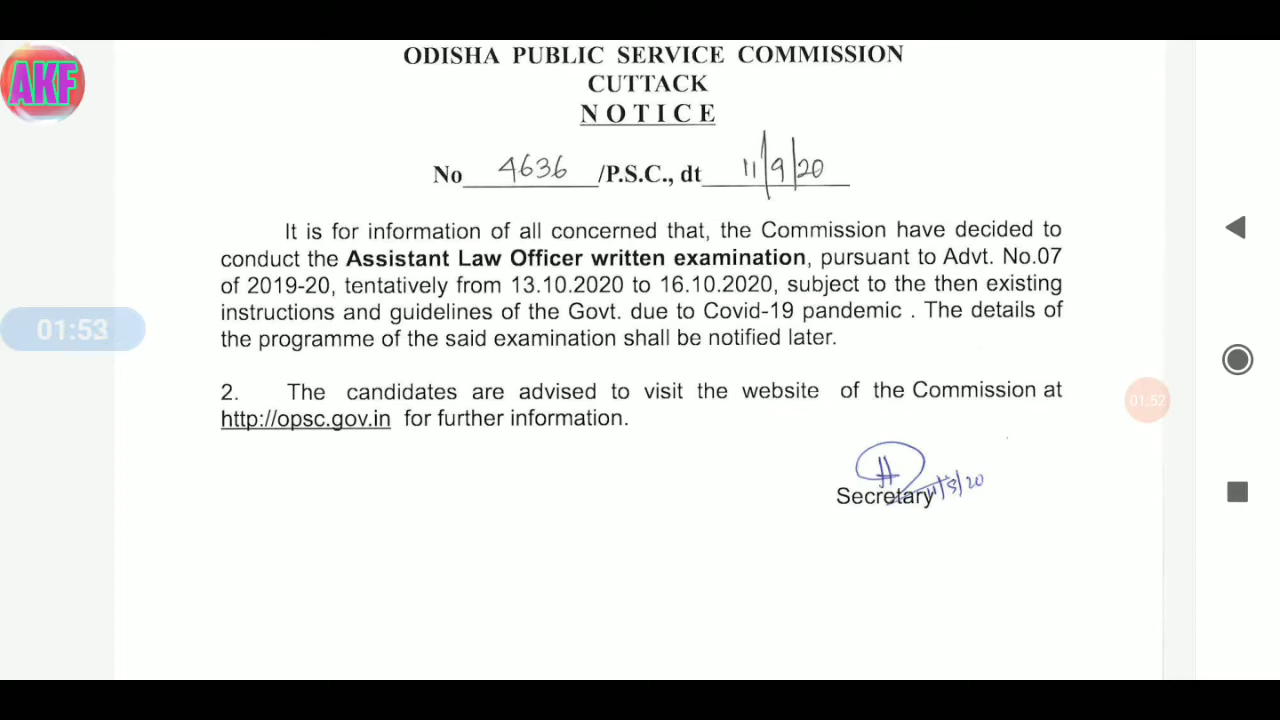 ODISHA PUBLIC SERVICE COMMISSION
CUTTACK
NOTICE
No 4636 /P.S.C., dt 11/9/20
It is for information of all concerned that, the Commission have decided to
conduct the Assistant Law Officer written examination, pursuant to Advt. No.07
of 2019-20, tentatively from 13.10.2020 to 16.10.2020, subject to the then existing
instructions and guidelines of the Govt. due to Covid-19 pandemic . The details of
the programme of the said examination shall be notified later.
2. The candidates are advised to visit the website of the Commission at
http://opsc.gov.in for further information.
Secretary
AKF
01:53
01:52